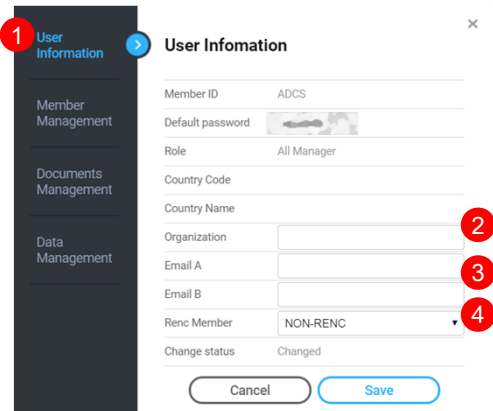 1
User
Information
Member
Management
Documents
Management
Data
Management
×
User Infomation
Member ID ADCS
Default password
Role All Manager
Country Code
Country Name
Organization
2
Email A
3
Email B
4
Renc Member NON-RENC
Change status Changed
Cancel Save